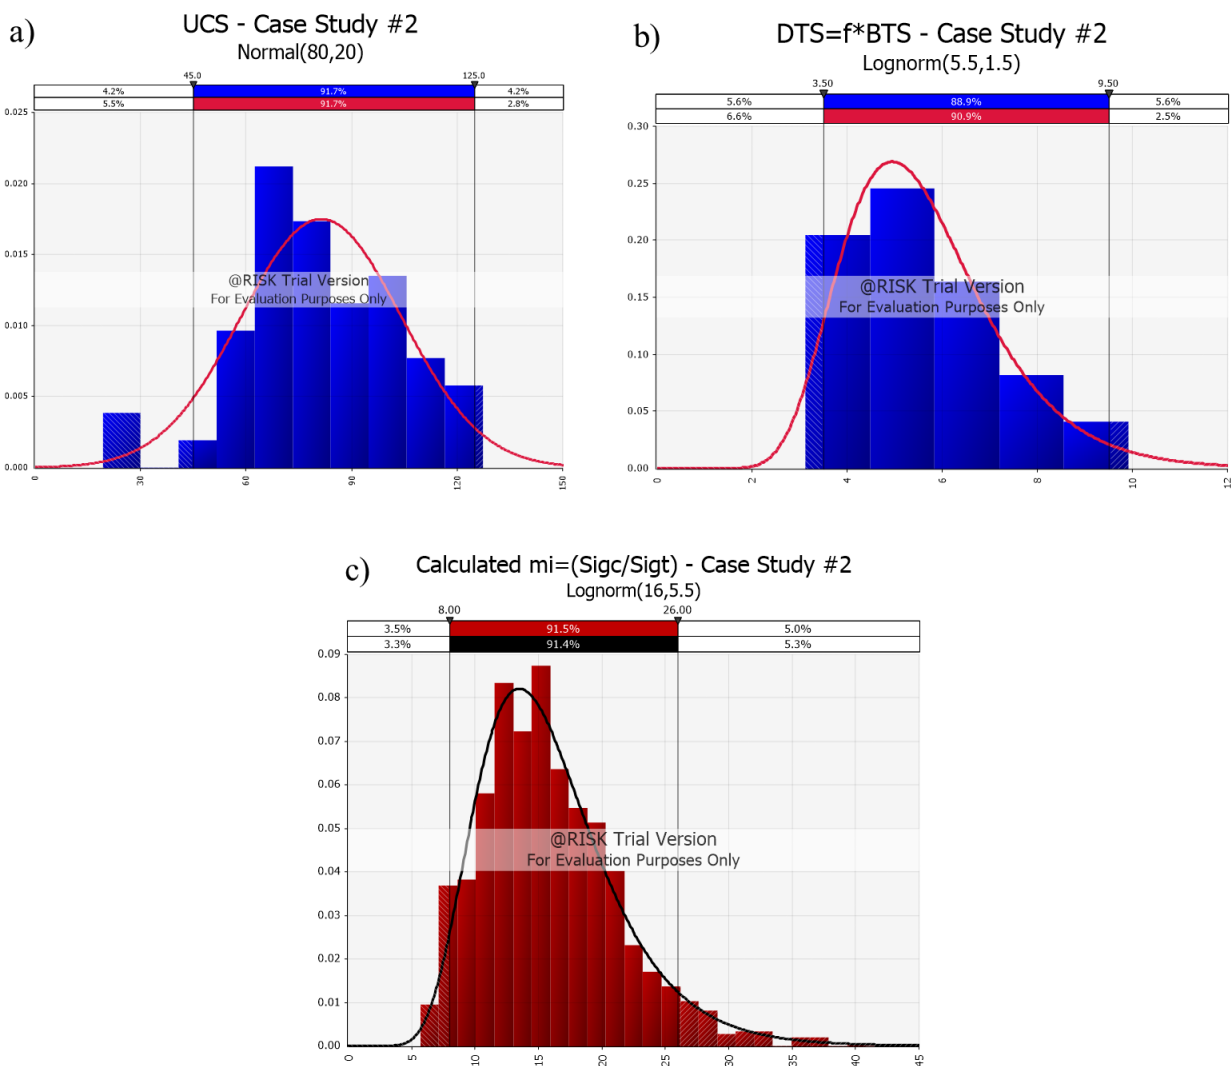 a)
UCS - Case Study #2
Normal(80,20)
45.0 125.0
4.2% 91.7% 4.2%
5.5% 91.7% 2.8%
0.025
0.020
0.015
0.010
0.005
0.000
@RISK Trial Version
For Evaluation Purposes Only
0 30 60 90 120 150
b)
DTS=f*BTS - Case Study #2
Lognorm(5.5,1.5)
3.50 9.50
5.6% 88.9% 5.6%
6.6% 90.9% 2.5%
0.30
0.25
0.20
0.15
0.10
0.05
0.00
@RISK Trial Version
For Evaluation Purposes Only
0 2 4 6 8 10 12
c)
Calculated mi=(Sigc/Sigt) - Case Study #2
Lognorm(16,5.5)
8.00 26.00
3.5% 91.5% 5.0%
3.3% 91.4% 5.3%
0.09
0.08
0.07
0.06
0.05
0.04
0.03
0.02
0.01
0.00
@RISK Trial Version
For Evaluation Purposes Only
0 5 10 15 20 25 30 35 40 45